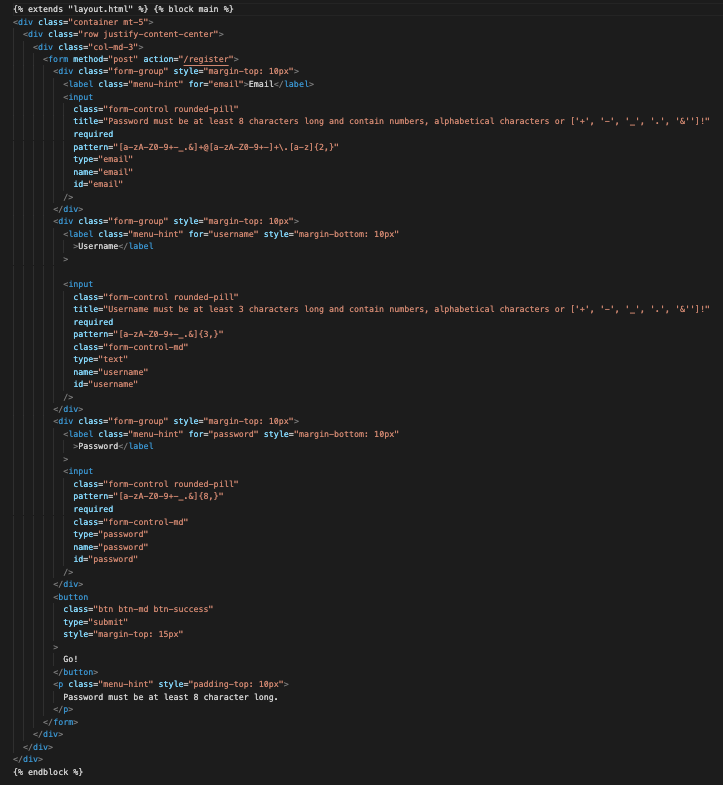 {% extends "layout.html" %} {% block main %}
<div class="container mt-5">
<div class="row justify-content-center">
<div class="col-md-3">
<form method="post" action="/register">
<div class="form-group" style="margin-top: 10px">
<label class="menu-hint" for="email">Email</label>
<input
class="form-control rounded-pill"
title="Password must be at least 8 characters long and contain numbers, alphabetical characters or ['+', '-', '_', '.', '&'']!"
required
pattern="[a-zA-Z0-9+-_.&]+@[a-zA-Z0-9+-]+\.[a-z]{2,}"
type="email"
name="email"
id="email"
/>
</div>
<div class="form-group" style="margin-top: 10px">
<label class="menu-hint" for="username" style="margin-bottom: 10px"
>Username</label
>
<input
class="form-control rounded-pill"
title="Username must be at least 3 characters long and contain numbers, alphabetical characters or ['+', '-', '_', '.', '&'']!"
required
pattern="[a-zA-Z0-9+-_.&]{3,}"
class="form-control-md"
type="text"
name="username"
id="username"
/>
</div>
<div class="form-group" style="margin-top: 10px">
<label class="menu-hint" for="password" style="margin-bottom: 10px"
>Password</label
>
<input
class="form-control rounded-pill"
pattern="[a-zA-Z0-9+-_.&]{8,}"
required
class="form-control-md"
type="password"
name="password"
id="password"
/>
</div>
<button
class="btn btn-md btn-success"
type="submit"
style="margin-top: 15px"
>
Go!
</button>
<p class="menu-hint" style="padding-top: 10px">
Password must be at least 8 character long.
</p>
</form>
</div>
</div>
</div>
{% endblock %}